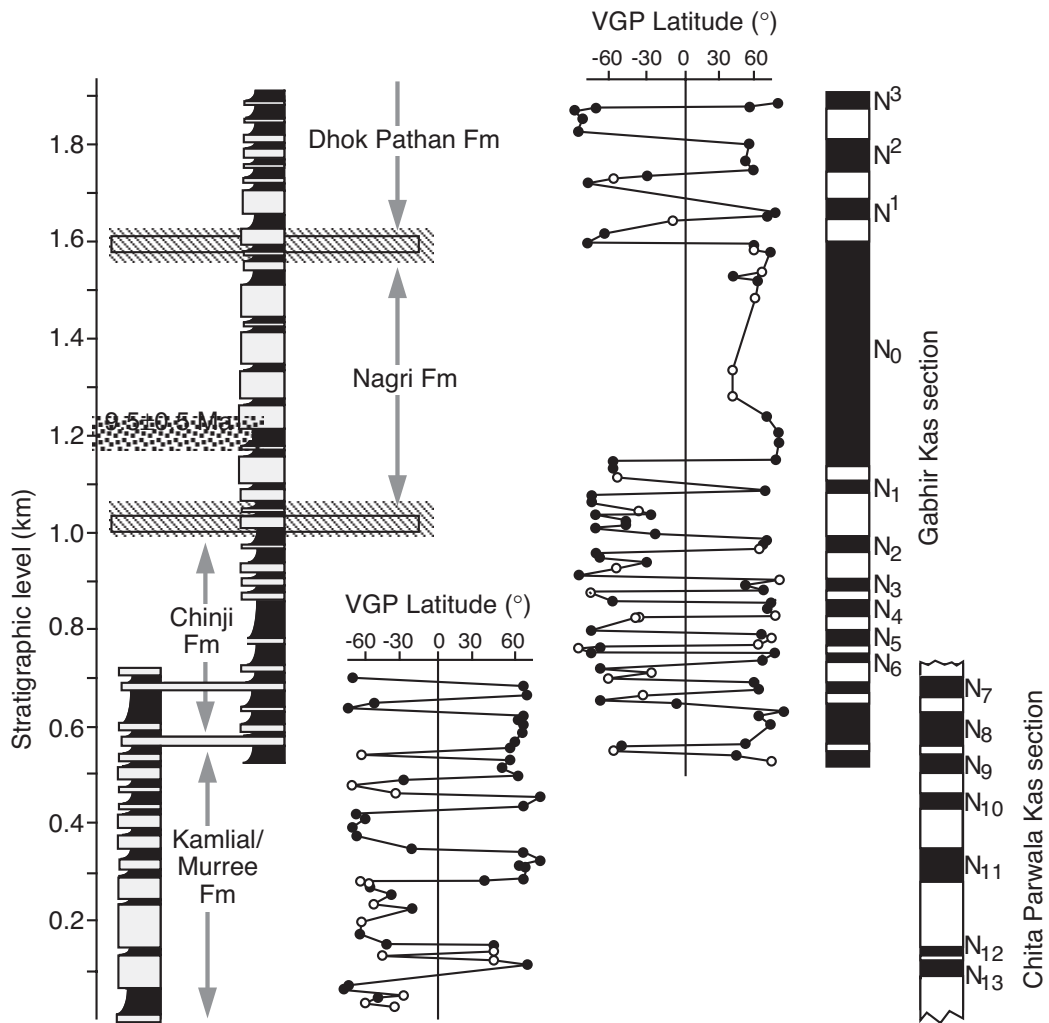 VGP Latitude (°)
-60 -30 0 30 60
N³
1.8
Dhok Pathan Fm
N²
N¹
1.6
1.4
Nagri Fm
N₀
9.5±0.5 Ma
1.2
Gabhir Kas section
Stratigraphic level (km)
N₁
1.0
N₂
Chinji
Fm
N₃
VGP Latitude (°)
-60 -30 0 30 60
N₄
0.8
N₅
N₆
N₇
0.6
N₈
N₉
N₁₀
0.4
Kamlial/
Murree
Fm
N₁₁
0.2
N₁₂
N₁₃
Chita Parwala Kas section